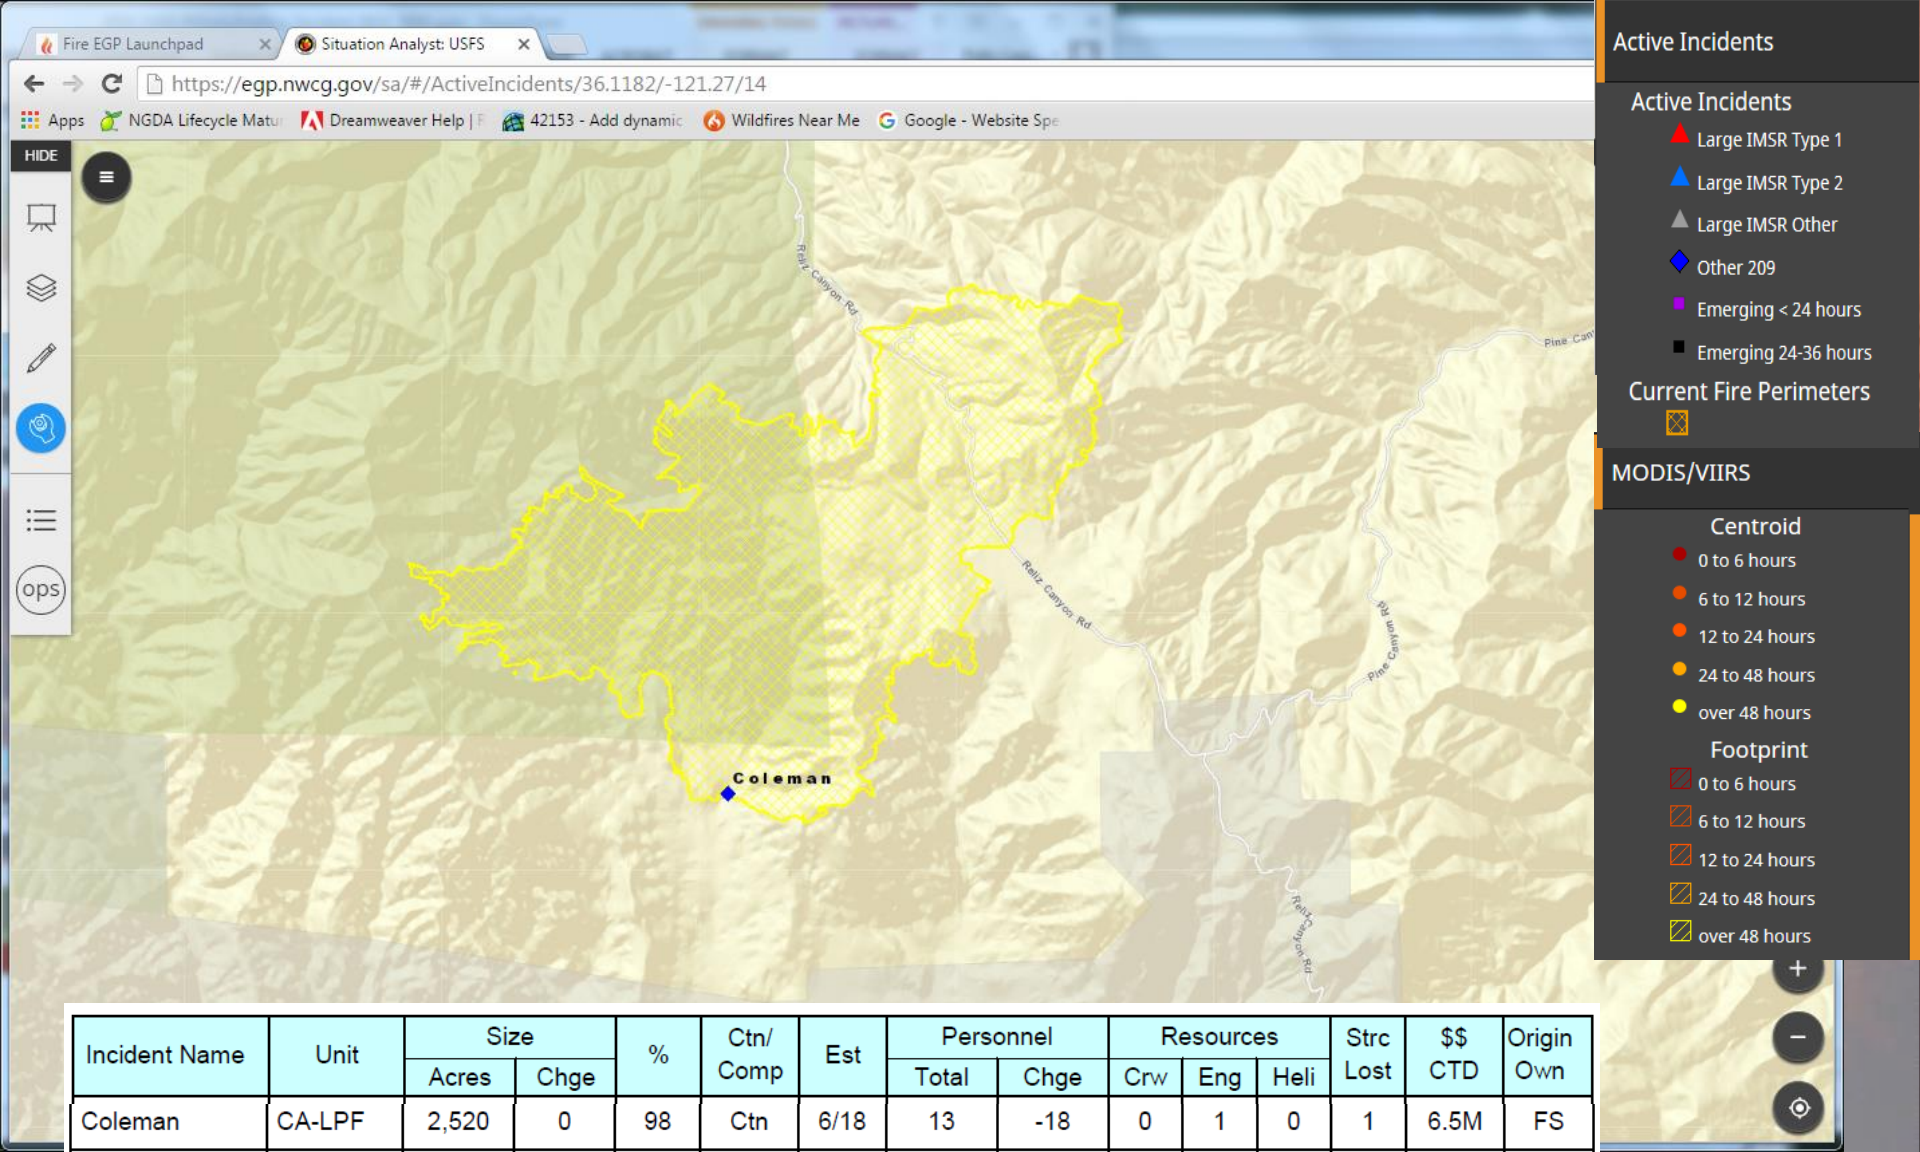 Fire EGP Launchpad
Situation Analyst: USFS
https://egp.nwcg.gov/sa/#/ActiveIncidents/36.1182/-121.27/14
Apps
NGDA Lifecycle Matu
Dreamweaver Help |
42153 - Add dynamic
Wildfires Near Me
Google - Website Spe
HIDE
ops
Reliz Canyon Rd
Pine Can
Reliz Canyon Rd
Pine Canyon Rd
Reliz Canyon Rd
Coleman
Active Incidents
Active Incidents
Large IMSR Type 1
Large IMSR Type 2
Large IMSR Other
Other 209
Emerging < 24 hours
Emerging 24-36 hours
Current Fire Perimeters
MODIS/VIIRS
Centroid
0 to 6 hours
6 to 12 hours
12 to 24 hours
24 to 48 hours
over 48 hours
Footprint
0 to 6 hours
6 to 12 hours
12 to 24 hours
24 to 48 hours
over 48 hours
Incident Name Unit Size % Ctn/ Comp Est Personnel Resources Strc Lost $$ CTD Origin Own
Acres Chge Total Chge Crw Eng Heli
Coleman CA-LPF 2,520 0 98 Ctn 6/18 13 -18 0 1 0 1 6.5M FS